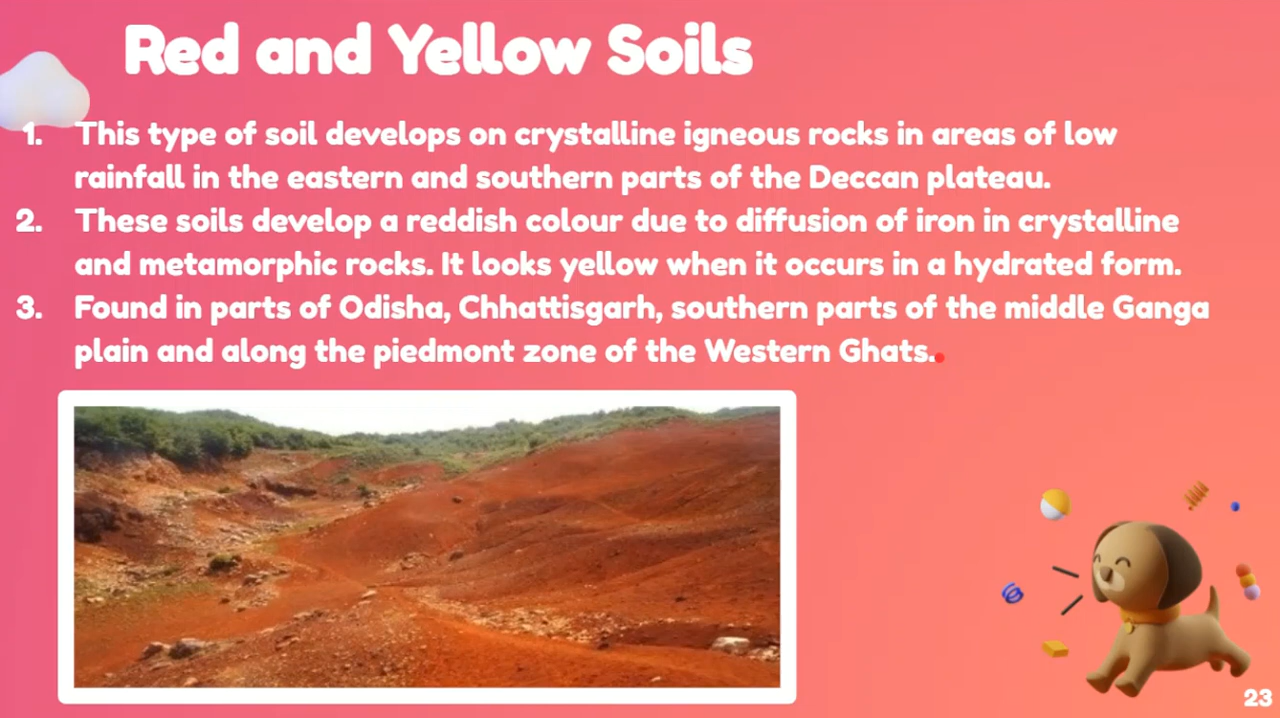 Red and Yellow Soils
1. This type of soil develops on crystalline igneous rocks in areas of low
rainfall in the eastern and southern parts of the Deccan plateau.
2. These soils develop a reddish colour due to diffusion of iron in crystalline
and metamorphic rocks. It looks yellow when it occurs in a hydrated form.
3. Found in parts of Odisha, Chhattisgarh, southern parts of the middle Ganga
plain and along the piedmont zone of the Western Ghats.
23